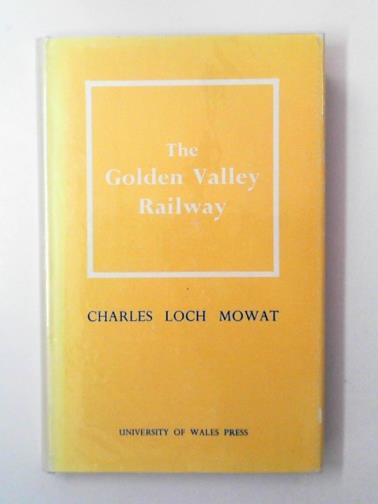 The
Golden Valley
Railway
CHARLES LOCH MOWAT
UNIVERSITY OF WALES PRESS